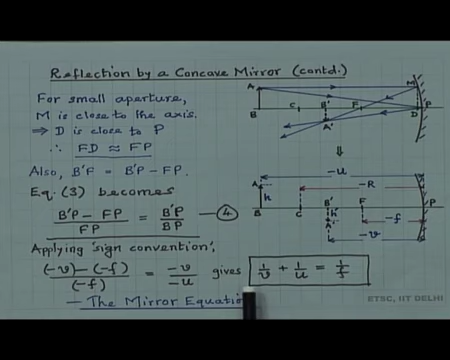 Reflection by a Concave Mirror (contd.)
For small aperture,
M is close to the axis.
⇒ D is close to P
∴ FD ≈ FP
Also, B'F = B'P - FP.
Eq.(3) becomes
(B'P - FP)/FP = B'P/BP — (4)
Applying 'sign convention',
((-v) - (-f))/(-f) = -v/-u gives 1/v + 1/u = 1/f
— The Mirror Equatio
A M
B C B' F D P
A'
⇓
-u
-R
A h
B C B' h' F P
A' -f
-v
ETSC, IIT DELHI